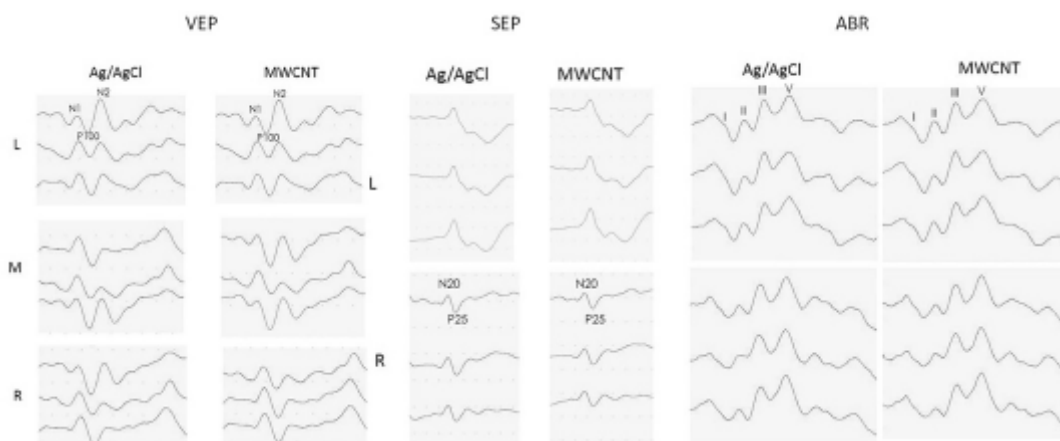 VEP SEP ABR
Ag/AgCl MWCNT
Ag/AgCl MWCNT
Ag/AgCl MWCNT
N1 N2
P100
N1 N2
P100
I II III V
I II III V
L
L
M
N20
P25
N20
P25
R
R